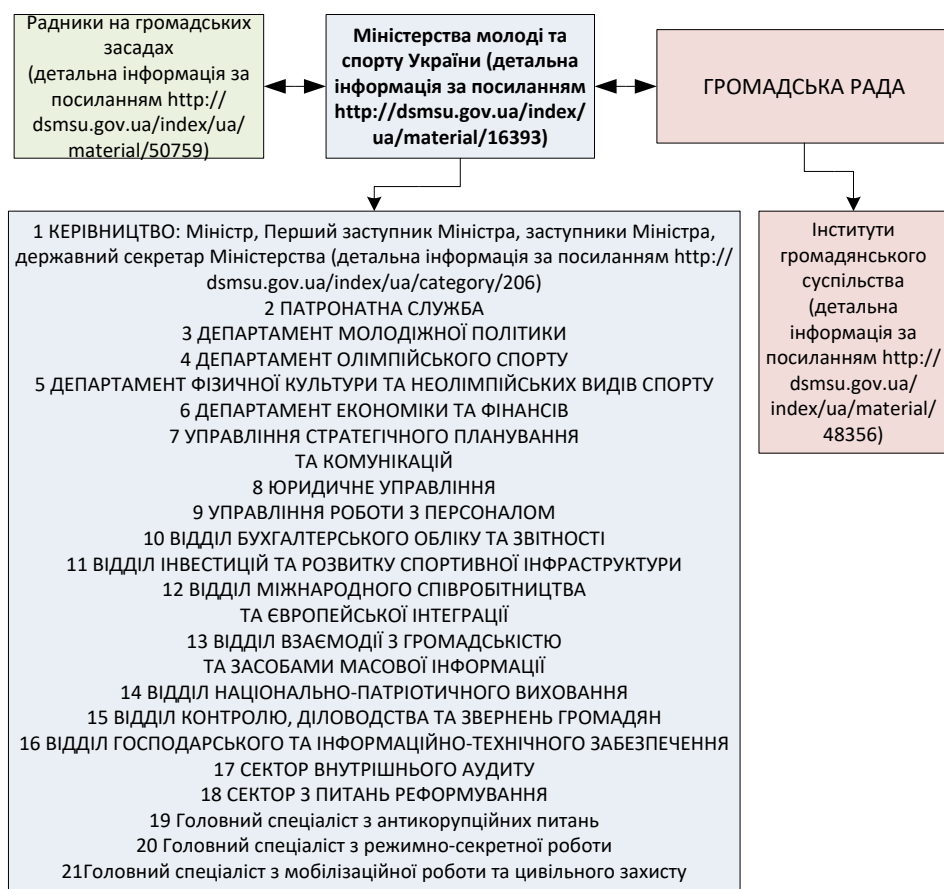 Радники на громадських
засадах
(детальна інформація за
посиланням http://
dsmsu.gov.ua/index/ua/
material/50759)
Міністерства молоді та
спорту України (детальна
інформація за посиланням
http://dsmsu.gov.ua/index/
ua/material/16393)
ГРОМАДСЬКА РАДА
1 КЕРІВНИЦТВО: Міністр, Перший заступник Міністра, заступники Міністра,
державний секретар Міністерства (детальна інформація за посиланням http://
dsmsu.gov.ua/index/ua/category/206)
2 ПАТРОНАТНА СЛУЖБА
3 ДЕПАРТАМЕНТ МОЛОДІЖНОЇ ПОЛІТИКИ
4 ДЕПАРТАМЕНТ ОЛІМПІЙСЬКОГО СПОРТУ
5 ДЕПАРТАМЕНТ ФІЗИЧНОЇ КУЛЬТУРИ ТА НЕОЛІМПІЙСЬКИХ ВИДІВ СПОРТУ
6 ДЕПАРТАМЕНТ ЕКОНОМІКИ ТА ФІНАНСІВ
7 УПРАВЛІННЯ СТРАТЕГІЧНОГО ПЛАНУВАННЯ
ТА КОМУНІКАЦІЙ
8 ЮРИДИЧНЕ УПРАВЛІННЯ
9 УПРАВЛІННЯ РОБОТИ З ПЕРСОНАЛОМ
10 ВІДДІЛ БУХГАЛТЕРСЬКОГО ОБЛІКУ ТА ЗВІТНОСТІ
11 ВІДДІЛ ІНВЕСТИЦІЙ ТА РОЗВИТКУ СПОРТИВНОЇ ІНФРАСТРУКТУРИ
12 ВІДДІЛ МІЖНАРОДНОГО СПІВРОБІТНИЦТВА
ТА ЄВРОПЕЙСЬКОЇ ІНТЕГРАЦІЇ
13 ВІДДІЛ ВЗАЄМОДІЇ З ГРОМАДСЬКІСТЮ
ТА ЗАСОБАМИ МАСОВОЇ ІНФОРМАЦІЇ
14 ВІДДІЛ НАЦІОНАЛЬНО-ПАТРІОТИЧНОГО ВИХОВАННЯ
15 ВІДДІЛ КОНТРОЛЮ, ДІЛОВОДСТВА ТА ЗВЕРНЕНЬ ГРОМАДЯН
16 ВІДДІЛ ГОСПОДАРСЬКОГО ТА ІНФОРМАЦІЙНО-ТЕХНІЧНОГО ЗАБЕЗПЕЧЕННЯ
17 СЕКТОР ВНУТРІШНЬОГО АУДИТУ
18 СЕКТОР З ПИТАНЬ РЕФОРМУВАННЯ
19 Головний спеціаліст з антикорупційних питань
20 Головний спеціаліст з режимно-секретної роботи
21Головний спеціаліст з мобілізаційної роботи та цивільного захисту
Інститути
громадянського
суспільства
(детальна
інформація за
посиланням http://
dsmsu.gov.ua/
index/ua/material/
48356)